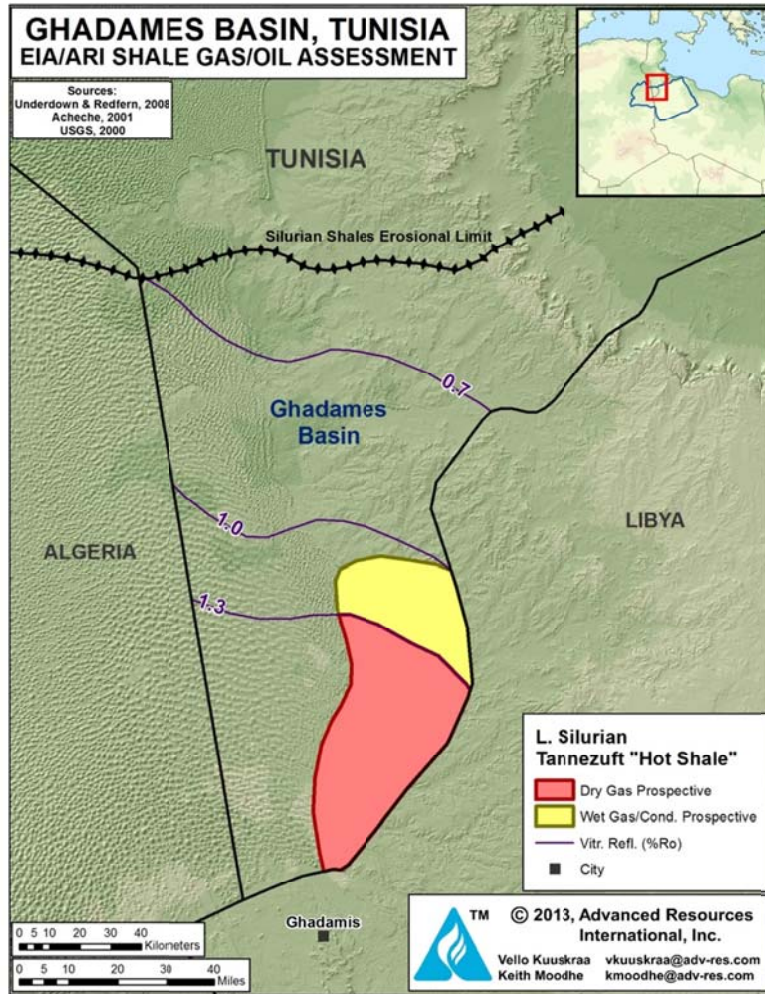 GHADAMES BASIN, TUNISIA
EIA/ARI SHALE GAS/OIL ASSESSMENT
Sources:
Underdown & Redfern, 2008
Acheche, 2001
USGS, 2000
TUNISIA
Silurian Shales Erosional Limit
0.7
Ghadames
Basin
1.0
LIBYA
ALGERIA
1.3
L. Silurian
Tannezuft "Hot Shale"
Dry Gas Prospective
Wet Gas/Cond. Prospective
Vitr. Refl. (%Ro)
City
Ghadamis
0 5 10 20 30 40
Kilometers
0 5 10 20 30 40
Miles
TM
© 2013, Advanced Resources
International, Inc.
Vello Kuuskraa vkuuskraa@adv-res.com
Keith Moodhe kmoodhe@adv-res.com